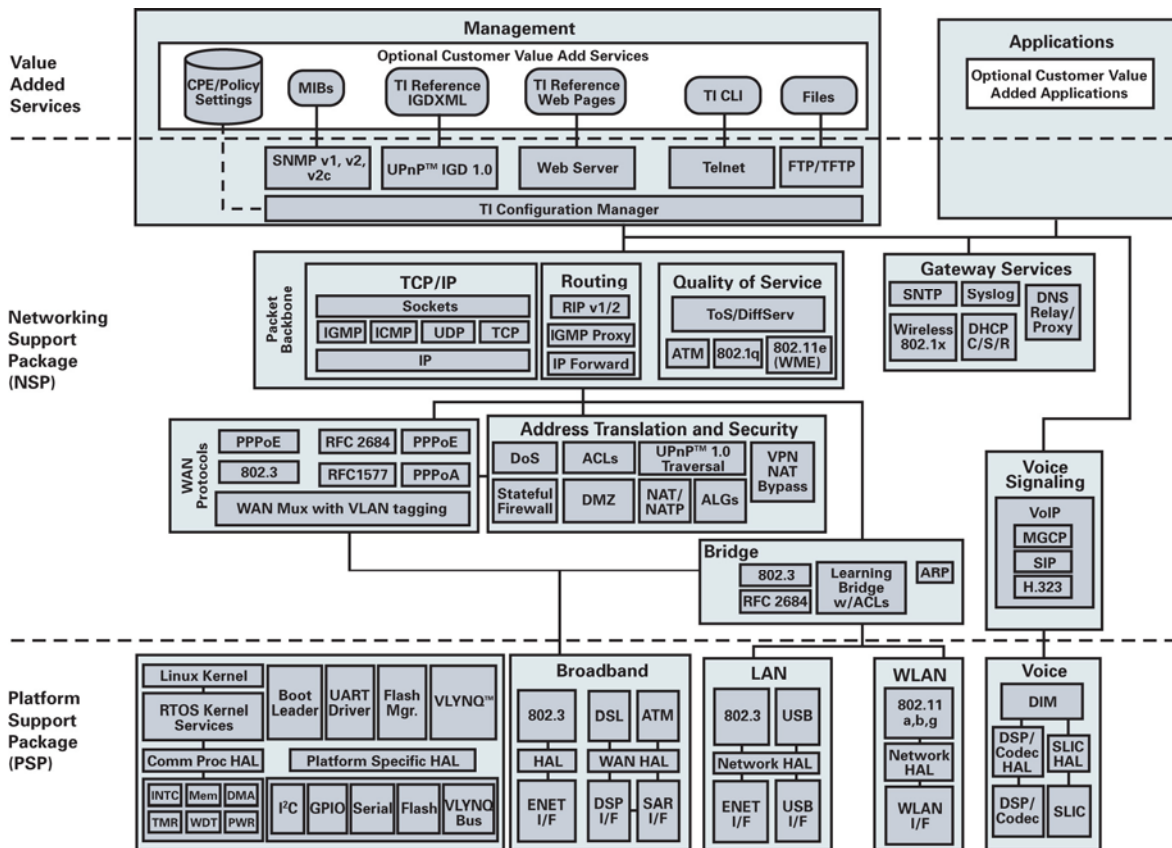 Value
Added
Services
Management
Optional Customer Value Add Services
CPE/Policy
Settings
MIBs
TI Reference
IGDXML
TI Reference
Web Pages
TI CLI
Files
SNMP v1, v2,
v2c
UPnP™ IGD 1.0
Web Server
Telnet
FTP/TFTP
TI Configuration Manager
Applications
Optional Customer Value
Added Applications
Networking
Support
Package
(NSP)
Packet
Backbone
TCP/IP
Sockets
IGMP
ICMP
UDP
TCP
IP
Routing
RIP v1/2
IGMP Proxy
IP Forward
Quality of Service
ToS/DiffServ
ATM
802.1q
802.11e
(WME)
Gateway Services
SNTP
Syslog
DNS
Relay/
Proxy
Wireless
802.1x
DHCP
C/S/R
WAN
Protocols
PPPoE
RFC 2684
PPPoE
802.3
RFC1577
PPPoA
WAN Mux with VLAN tagging
Address Translation and Security
DoS
ACLs
UPnP™ 1.0
Traversal
VPN
NAT
Bypass
Stateful
Firewall
DMZ
NAT/
NATP
ALGs
Voice
Signaling
VoIP
MGCP
SIP
H.323
Bridge
802.3
RFC 2684
Learning
Bridge
w/ACLs
ARP
Platform
Support
Package
(PSP)
Linux Kernel
RTOS Kernel
Services
Comm Proc HAL
INTC
Mem
DMA
TMR
WDT
PWR
Boot
Leader
UART
Driver
Flash
Mgr.
VLYNQ™
Platform Specific HAL
I²C
GPIO
Serial
Flash
VLYNQ
Bus
Broadband
802.3
DSL
ATM
HAL
WAN HAL
ENET
I/F
DSP
I/F
SAR
I/F
LAN
802.3
USB
Network HAL
ENET
I/F
USB
I/F
WLAN
802.11
a,b,g
Network
HAL
WLAN
I/F
Voice
DIM
DSP/
Codec
HAL
SLIC
HAL
DSP/
Codec
SLIC